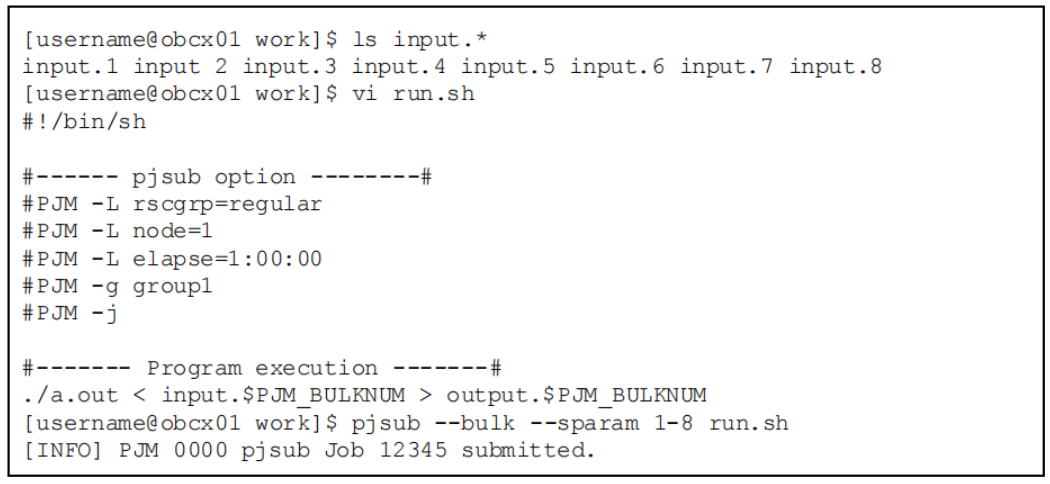 [username@obcx01 work]$ ls input.*
input.1 input 2 input.3 input.4 input.5 input.6 input.7 input.8
[username@obcx01 work]$ vi run.sh
#!/bin/sh
#------ pjsub option --------#
#PJM -L rscgrp=regular
#PJM -L node=1
#PJM -L elapse=1:00:00
#PJM -g group1
#PJM -j
#------- Program execution -------#
./a.out < input.$PJM_BULKNUM > output.$PJM_BULKNUM
[username@obcx01 work]$ pjsub --bulk --sparam 1-8 run.sh
[INFO] PJM 0000 pjsub Job 12345 submitted.